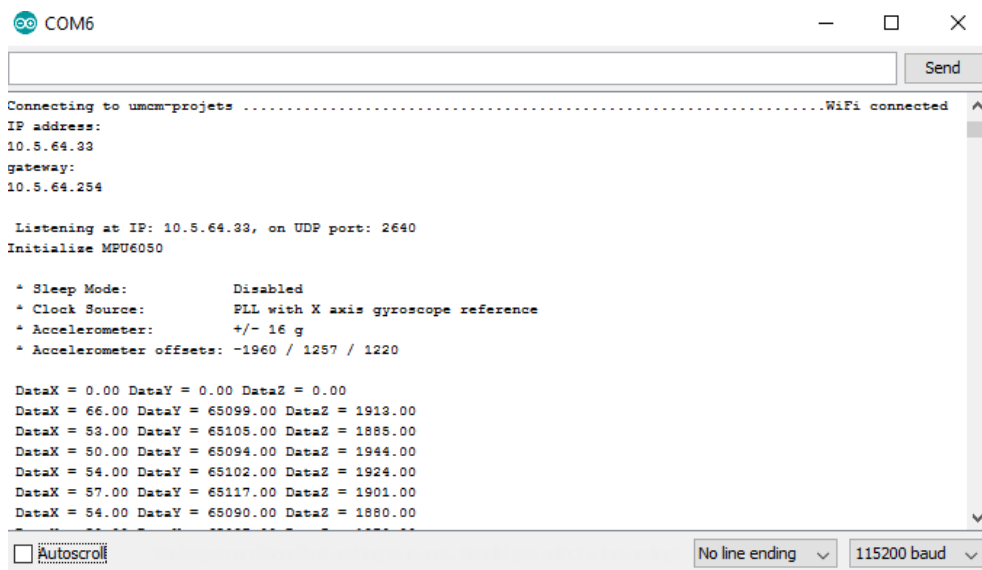 COM6
Send
Connecting to umcm-projets ......................................................................WiFi connected
IP address:
10.5.64.33
gateway:
10.5.64.254
Listening at IP: 10.5.64.33, on UDP port: 2640
Initialize MPU6050
* Sleep Mode: Disabled
* Clock Source: PLL with X axis gyroscope reference
* Accelerometer: +/- 16 g
* Accelerometer offsets: -1960 / 1257 / 1220
DataX = 0.00 DataY = 0.00 DataZ = 0.00
DataX = 66.00 DataY = 65099.00 DataZ = 1913.00
DataX = 53.00 DataY = 65105.00 DataZ = 1885.00
DataX = 50.00 DataY = 65094.00 DataZ = 1944.00
DataX = 54.00 DataY = 65102.00 DataZ = 1924.00
DataX = 57.00 DataY = 65117.00 DataZ = 1901.00
DataX = 54.00 DataY = 65090.00 DataZ = 1880.00
Autoscroll
No line ending
115200 baud